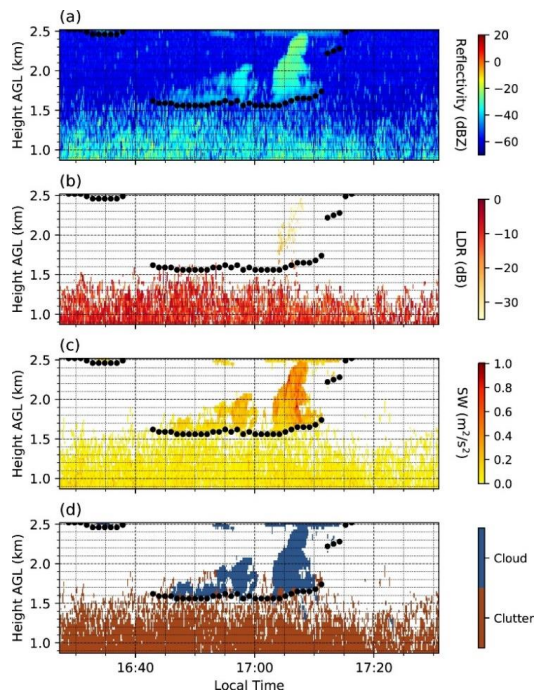 (a)
2.5
2.0
1.5
1.0
Height AGL (km)
20
0
−20
−40
−60
Reflectivity (dBZ)
(b)
2.5
2.0
1.5
1.0
Height AGL (km)
0
−10
−20
−30
LDR (dB)
(c)
2.5
2.0
1.5
1.0
Height AGL (km)
1.0
0.8
0.6
0.4
0.2
0.0
SW (m²/s²)
(d)
2.5
2.0
1.5
1.0
Height AGL (km)
Cloud
Clutter
16:40 17:00 17:20
Local Time